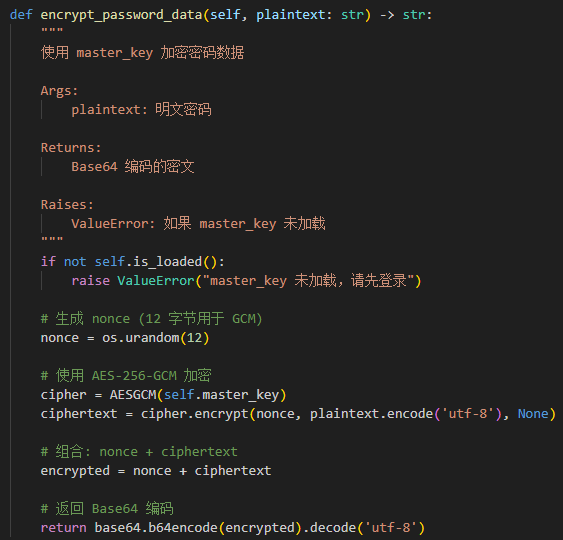 def encrypt_password_data(self, plaintext: str) -> str:
"""
使用 master_key 加密密码数据
Args:
plaintext: 明文密码
Returns:
Base64 编码的密文
Raises:
ValueError: 如果 master_key 未加载
"""
if not self.is_loaded():
raise ValueError("master_key 未加载，请先登录")
# 生成 nonce (12 字节用于 GCM)
nonce = os.urandom(12)
# 使用 AES-256-GCM 加密
cipher = AESGCM(self.master_key)
ciphertext = cipher.encrypt(nonce, plaintext.encode('utf-8'), None)
# 组合: nonce + ciphertext
encrypted = nonce + ciphertext
# 返回 Base64 编码
return base64.b64encode(encrypted).decode('utf-8')